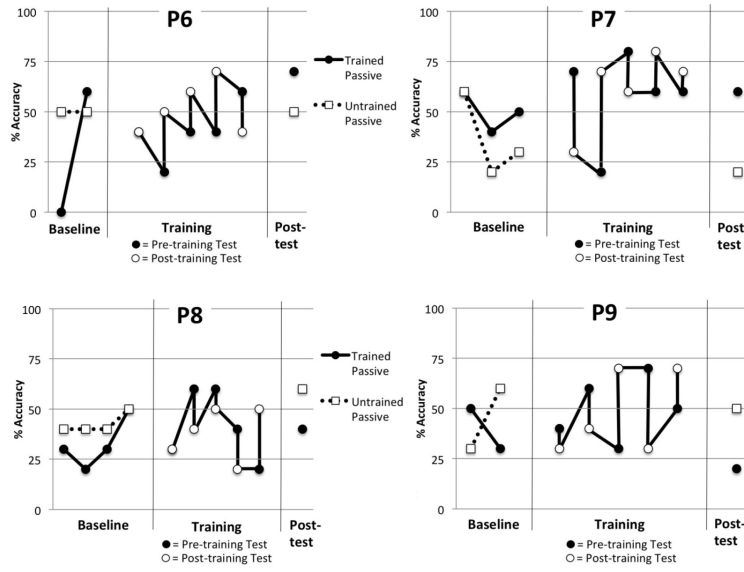 P6
100
75
50
25
0
% Accuracy
Baseline
Training
Post-
test
● = Pre-training Test
○ = Post-training Test
Trained
Passive
Untrained
Passive
P7
100
75
50
25
0
% Accuracy
Baseline
Training
Post-
test
● = Pre-training Test
○ = Post-training Test
P8
100
75
50
25
0
% Accuracy
Baseline
Training
Post-
test
● = Pre-training Test
○ = Post-training Test
Trained
Passive
Untrained
Passive
P9
100
75
50
25
0
% Accuracy
Baseline
Training
Post-
test
● = Pre-training Test
○ = Post-training Test